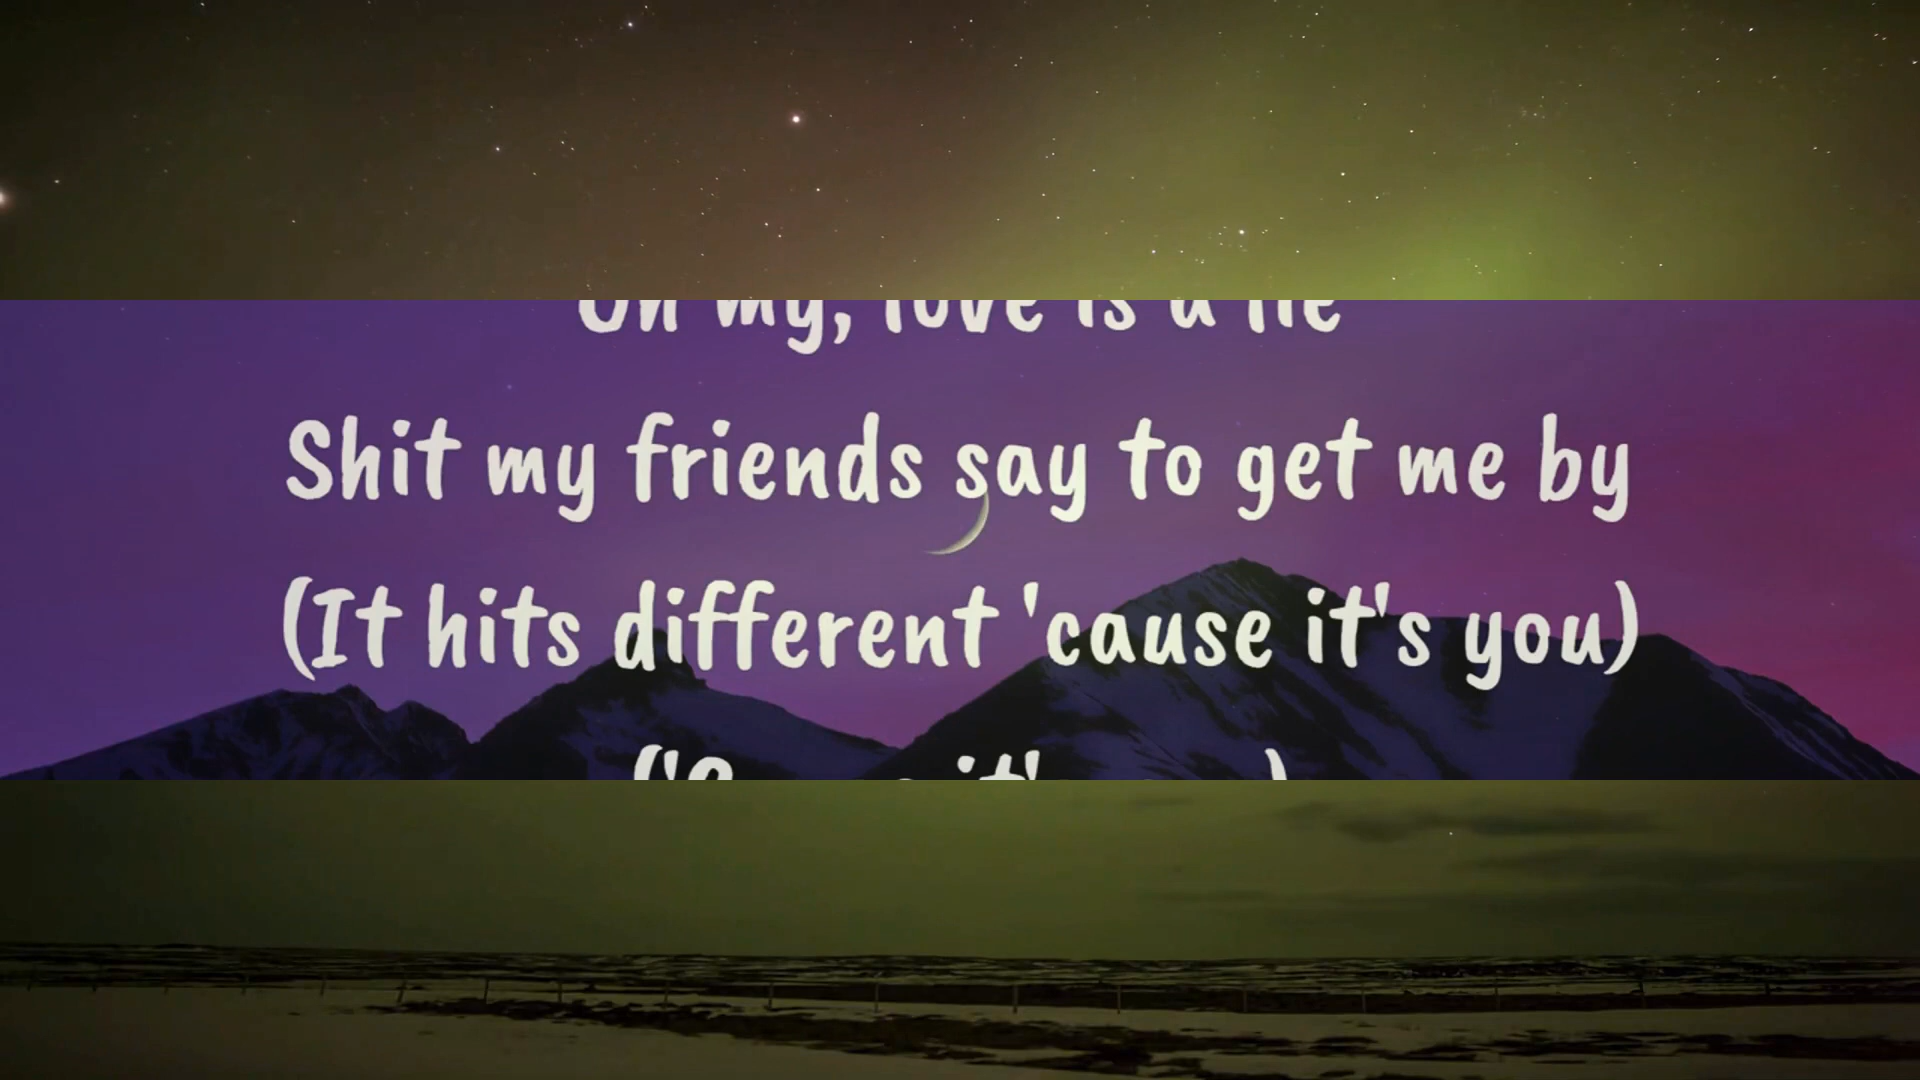 Oh my, love is a lie
Shit my friends say to get me by
(It hits different 'cause it's you)